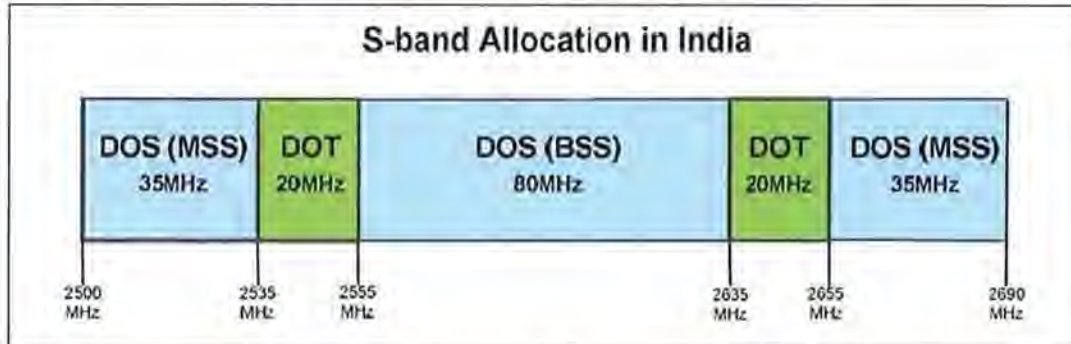 S-band Allocation in India
DOS (MSS) DOT DOS (BSS) DOT DOS (MSS)
35MHz 20MHz 80MHz 20MHz 35MHz
2500 2535 2555 2635 2655 2690
MHz MHz MHz MHz MHz MHz